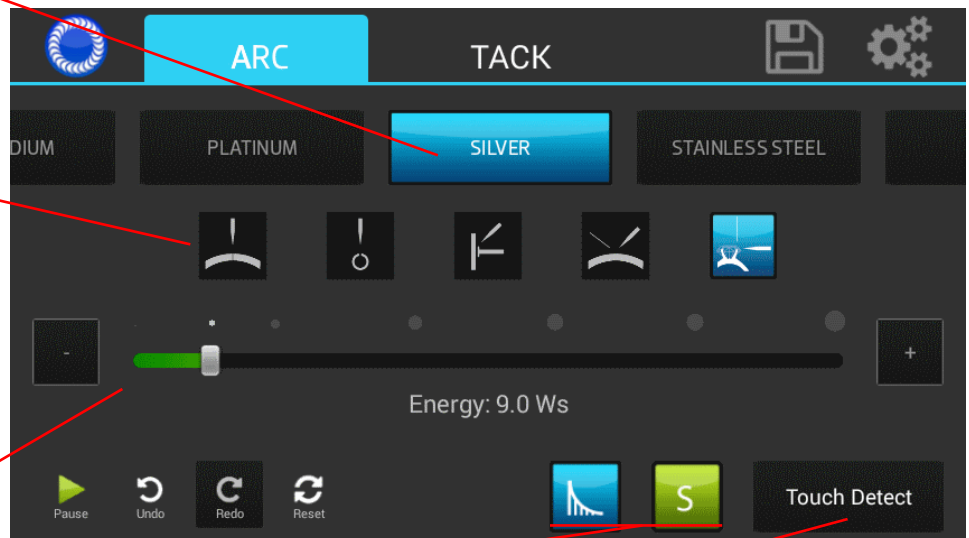 ARC TACK
DIUM PLATINUM SILVER STAINLESS STEEL
- +
Energy: 9.0 Ws
S Touch Detect
Pause Undo Redo Reset